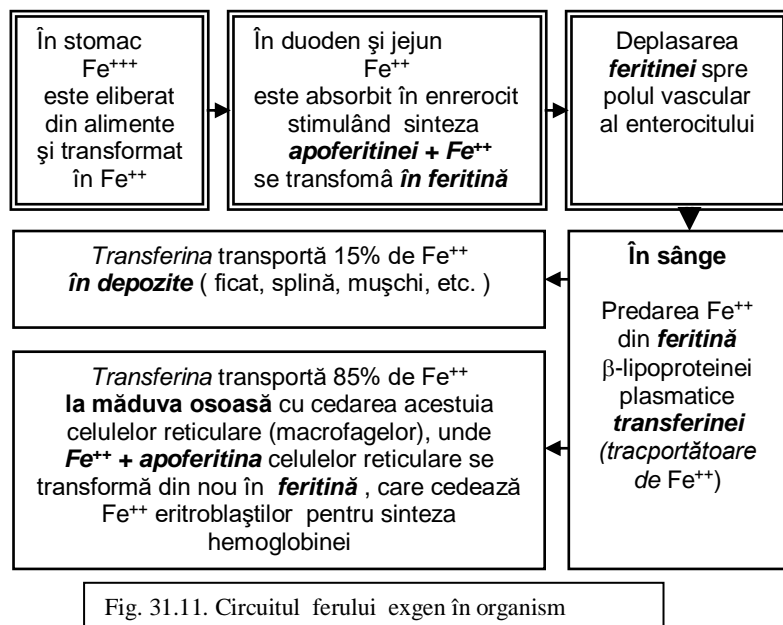 În stomac
Fe+++
este eliberat
din alimente
şi transformat
în Fe++
În duoden şi jejun
Fe++
este absorbit în enrerocit
stimulând sinteza
apoferitinei + Fe++
se transfomâ în feritină
Deplasarea
feritinei spre
polul vascular
al enterocitului
În sânge
Predarea Fe++
din feritină
β-lipoproteinei
plasmatice
transferinei
(tracportătoare
de Fe++)
Transferina transportă 15% de Fe++
în depozite ( ficat, splină, muşchi, etc. )
Transferina transportă 85% de Fe++
la măduva osoasă cu cedarea acestuia
celulelor reticulare (macrofagelor), unde
Fe++ + apoferitina celulelor reticulare se
transformă din nou în feritină , care cedează
Fe++ eritroblaştilor pentru sinteza
hemoglobinei
Fig. 31.11. Circuitul ferului exgen în organism